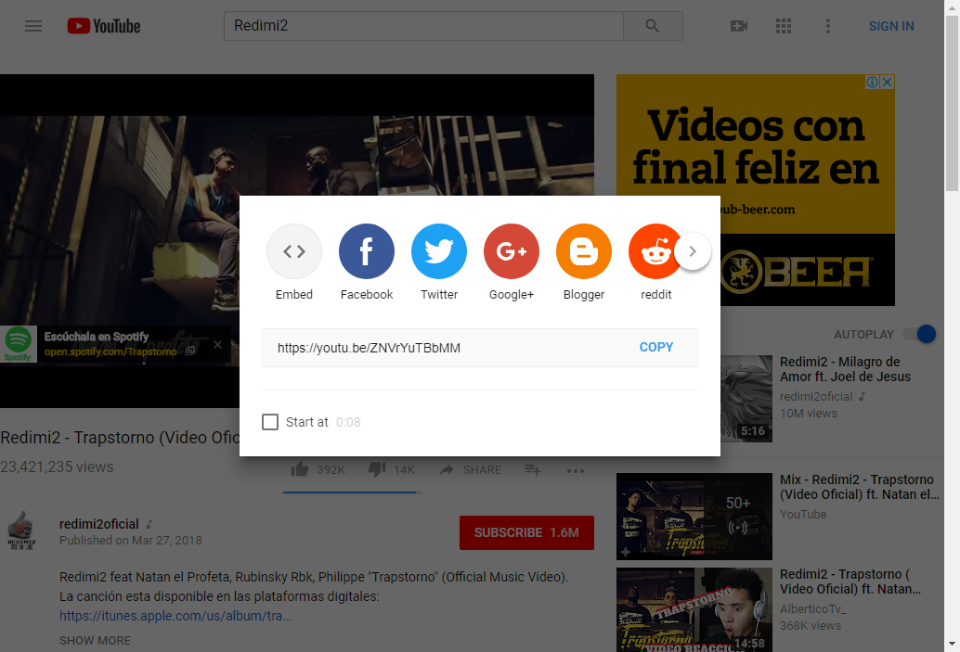 YouTube
Redimi2
SIGN IN
Videos con
final feliz en
ub-beer.com
BEER
Embed
Facebook
Twitter
Google+
Blogger
reddit
https://youtu.be/ZNVrYuTBbMM
COPY
Start at 0:08
Spotify
Escúchala en Spotify
open.spotify.com/Trapstorno
Redimi2 - Trapstorno (Video Ofic
23,421,235 views
392K
14K
SHARE
redimi2oficial
Published on Mar 27, 2018
SUBSCRIBE 1.6M
Redimi2 feat Natan el Profeta, Rubinsky Rbk, Philippe "Trapstorno" (Official Music Video).
La canción esta disponible en las plataformas digitales:
https://itunes.apple.com/us/album/tra...
SHOW MORE
AUTOPLAY
5:16
Redimi2 - Milagro de
Amor ft. Joel de Jesus
redimi2oficial
10M views
50+
Trapstorno
Mix - Redimi2 - Trapstorno
(Video Oficial) ft. Natan el...
YouTube
TRAPSTORNO
Trapstorno
VIDEO REACCION
14:58
Redimi2 - Trapstorno (
Video Oficial) ft. Natan...
AlberticoTv_
368K views